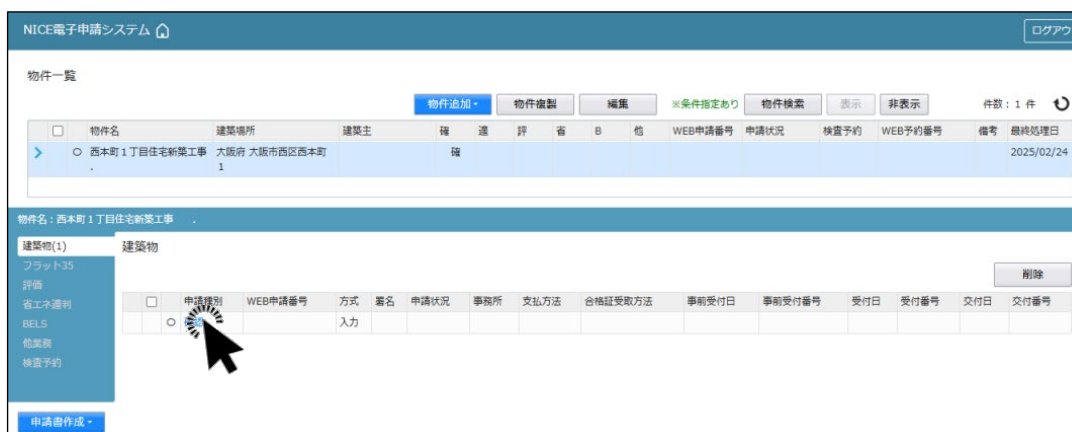 NICE電子申請システム
ログアウ
物件一覧
物件追加 物件複製 編集 ※条件指定あり 物件検索 表示 非表示 件数: 1 件
物件名 建築場所 建築主 確 適 評 省 B 他 WEB申請番号 申請状況 検査予約 WEB予約番号 備考 最終処理日
西本町1丁目住宅新築工事 大阪府 大阪市西区西本町 確 2025/02/24
. 1
物件名:西本町1丁目住宅新築工事 .
建築物(1) 建築物
フラット35
削除
評価
省エネ適判 申請種別 WEB申請番号 方式 署名 申請状況 事務所 支払方法 合格証受取方法 事前受付日 事前受付番号 受付日 受付番号 交付日 交付番号
BELS 入力
他業務
検査予約
申請書作成